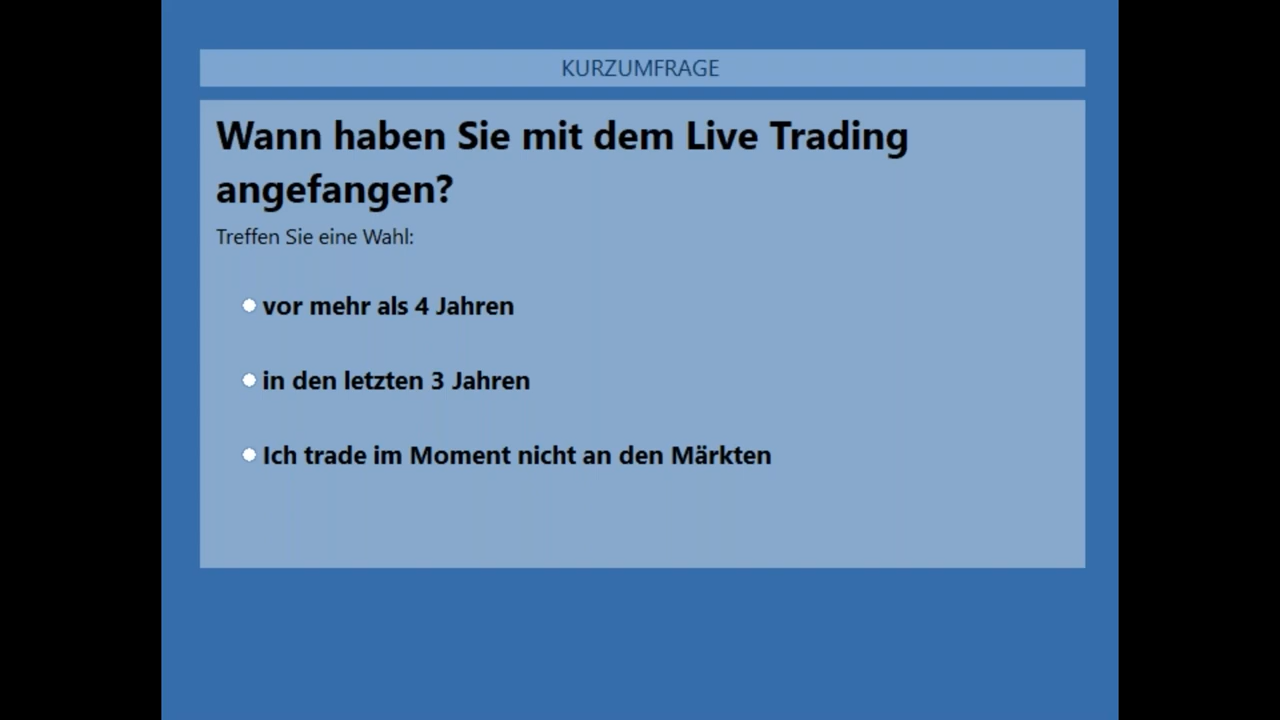 KURZUMFRAGE
Wann haben Sie mit dem Live Trading
angefangen?
Treffen Sie eine Wahl:
vor mehr als 4 Jahren
in den letzten 3 Jahren
Ich trade im Moment nicht an den Märkten